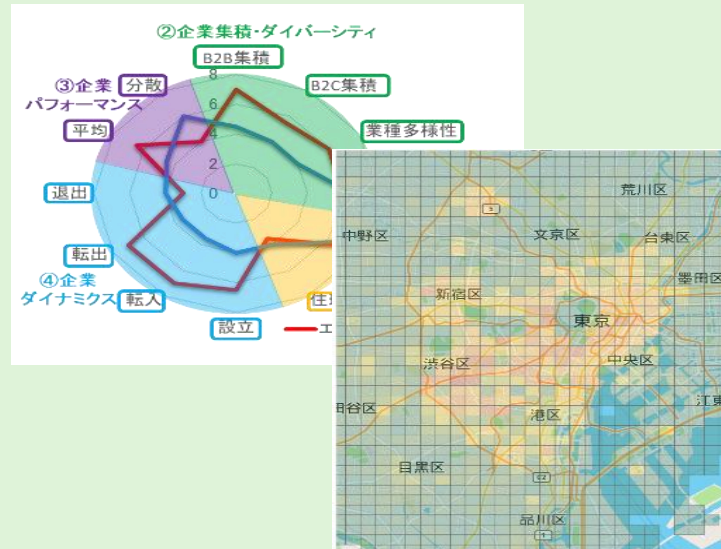 ②企業集積・ダイバーシティ
B2B集積
B2C集積
業種多様性
③企業
パフォーマンス
分散
平均
退出
転出
④企業
ダイナミクス
転入
設立
8
6
4
2
0
荒川区
中野区
文京区
台東区
墨田区
新宿区
東京
渋谷区
中央区
港区
目黒区
品川区
C2